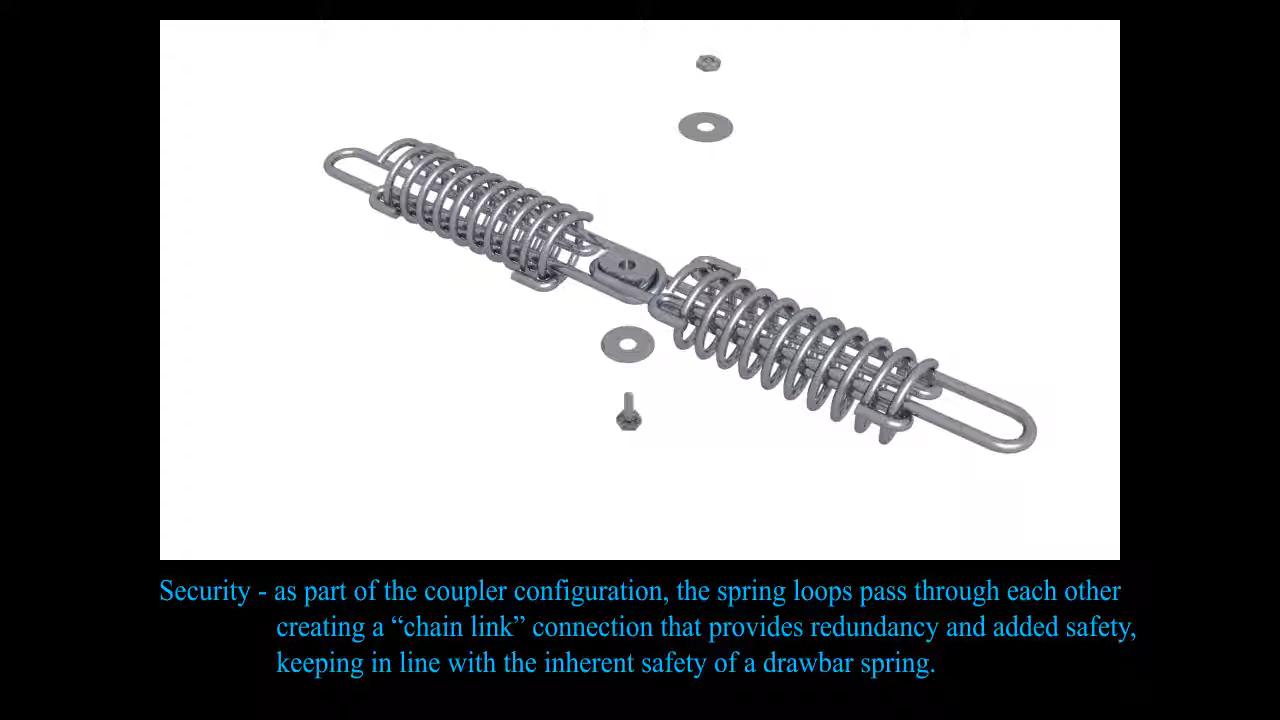 Security - as part of the coupler configuration, the spring loops pass through each other
creating a “chain link” connection that provides redundancy and added safety,
keeping in line with the inherent safety of a drawbar spring.